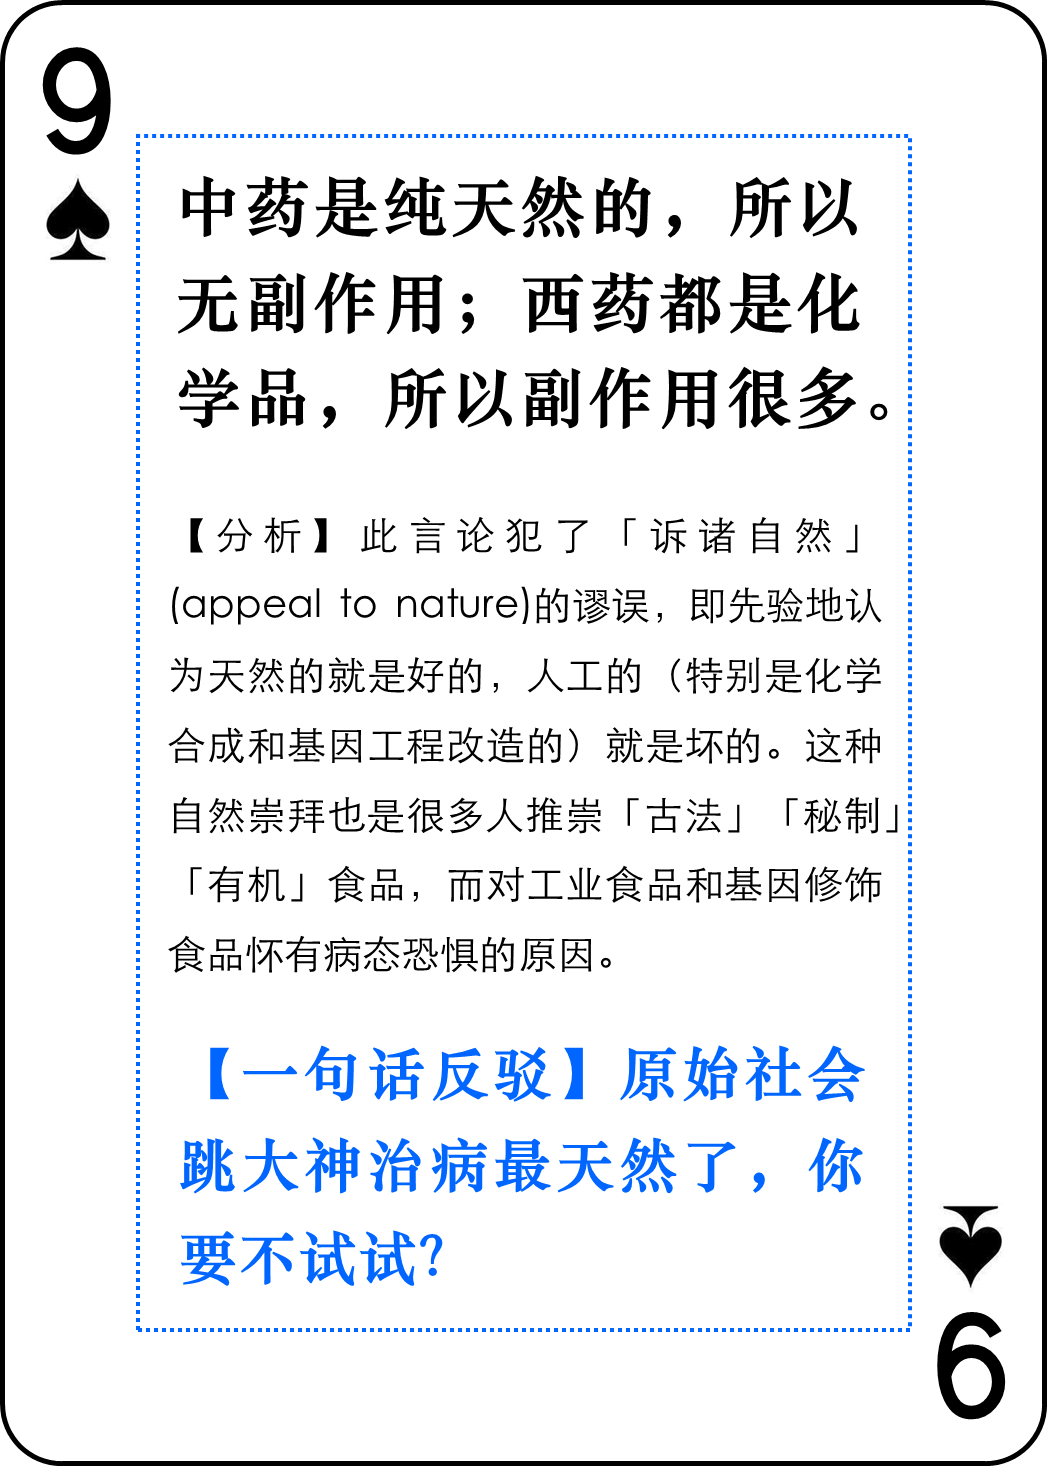 9
中药是纯天然的，所以
无副作用；西药都是化
学品，所以副作用很多。
【分析】此言论犯了「诉诸自然」
(appeal to nature)的谬误，即先验地认
为天然的就是好的，人工的（特别是化学
合成和基因工程改造的）就是坏的。这种
自然崇拜也是很多人推崇「古法」「秘制」
「有机」食品，而对工业食品和基因修饰
食品怀有病态恐惧的原因。
【一句话反驳】原始社会
跳大神治病最天然了，你
要不试试？
9